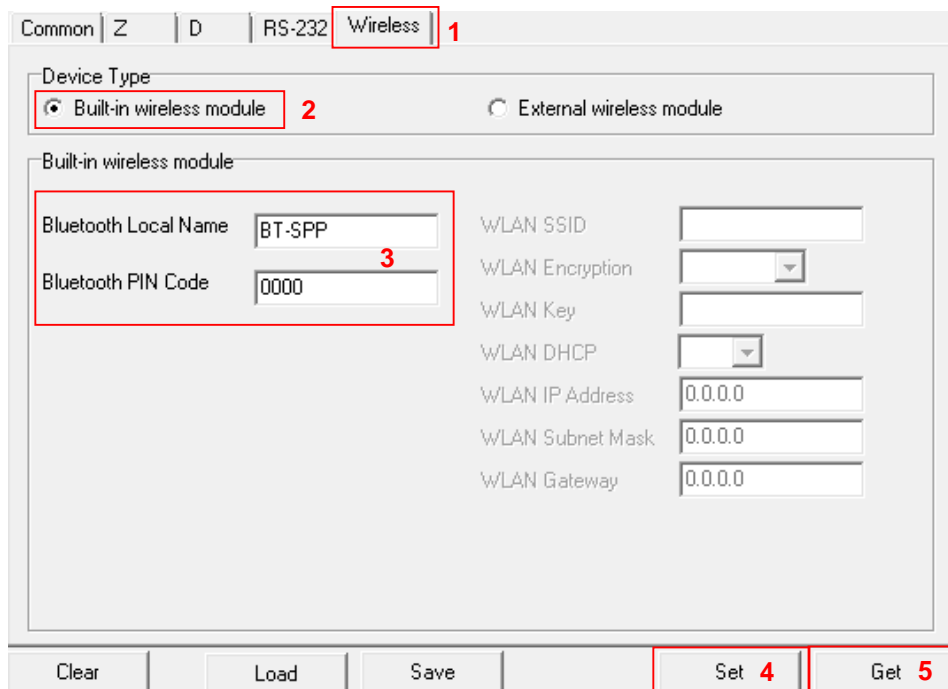 Common Z D RS-232 Wireless 1
Device Type
Built-in wireless module 2 External wireless module
Built-in wireless module
Bluetooth Local Name BT-SPP WLAN SSID
3
WLAN Encryption
Bluetooth PIN Code 0000
WLAN Key
WLAN DHCP
WLAN IP Address 0.0.0.0
WLAN Subnet Mask 0.0.0.0
WLAN Gateway 0.0.0.0
Clear Load Save Set 4 Get 5